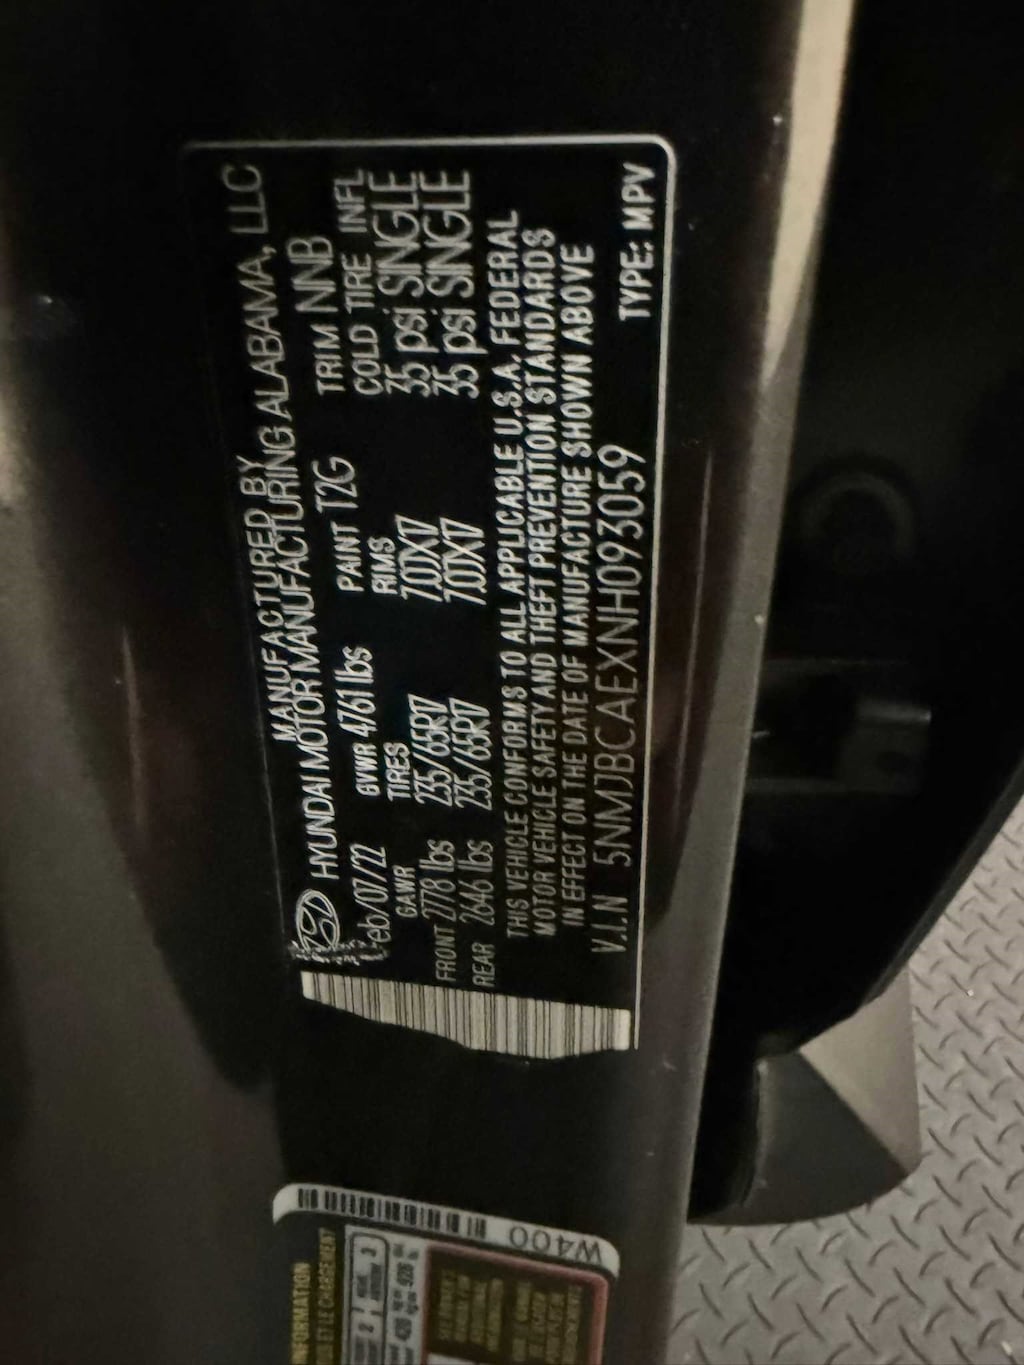 MANUFACTURED BY
HYUNDAI MOTOR MANUFACTURING ALABAMA, LLC
eb/07/22 GVWR 4761 lbs PAINT T2G TRIM NNB
GAWR TIRES RIMS COLD TIRE INFL
FRONT 2778 lbs 235/65R17 7.0JX17 35 psi SINGLE
REAR 2646 lbs 235/65R17 7.0JX17 35 psi SINGLE
THIS VEHICLE CONFORMS TO ALL APPLICABLE U.S.A. FEDERAL
MOTOR VEHICLE SAFETY AND THEFT PREVENTION STANDARDS
IN EFFECT ON THE DATE OF MANUFACTURE SHOWN ABOVE
V.I.N 5NMJBCAEXNH093059 TYPE: MPV
W400